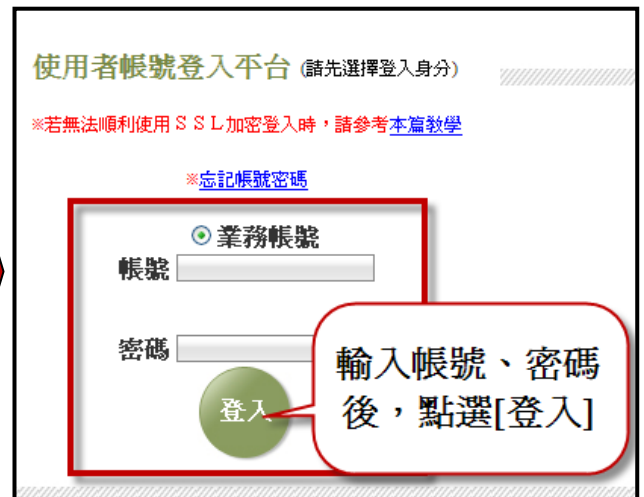 使用者帳號登入平台 (請先選擇登入身分)
※若無法順利使用ＳＳＬ加密登入時，請參考本篇教學
※忘記帳號密碼
業務帳號
帳號
密碼
登入
輸入帳號、密碼
後，點選[登入]